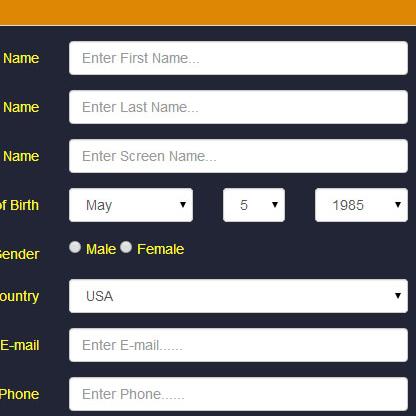 Name Enter First Name...
Name Enter Last Name...
Name Enter Screen Name...
of Birth May 5 1985
Gender Male Female
ountry USA
E-mail Enter E-mail......
Phone Enter Phone......